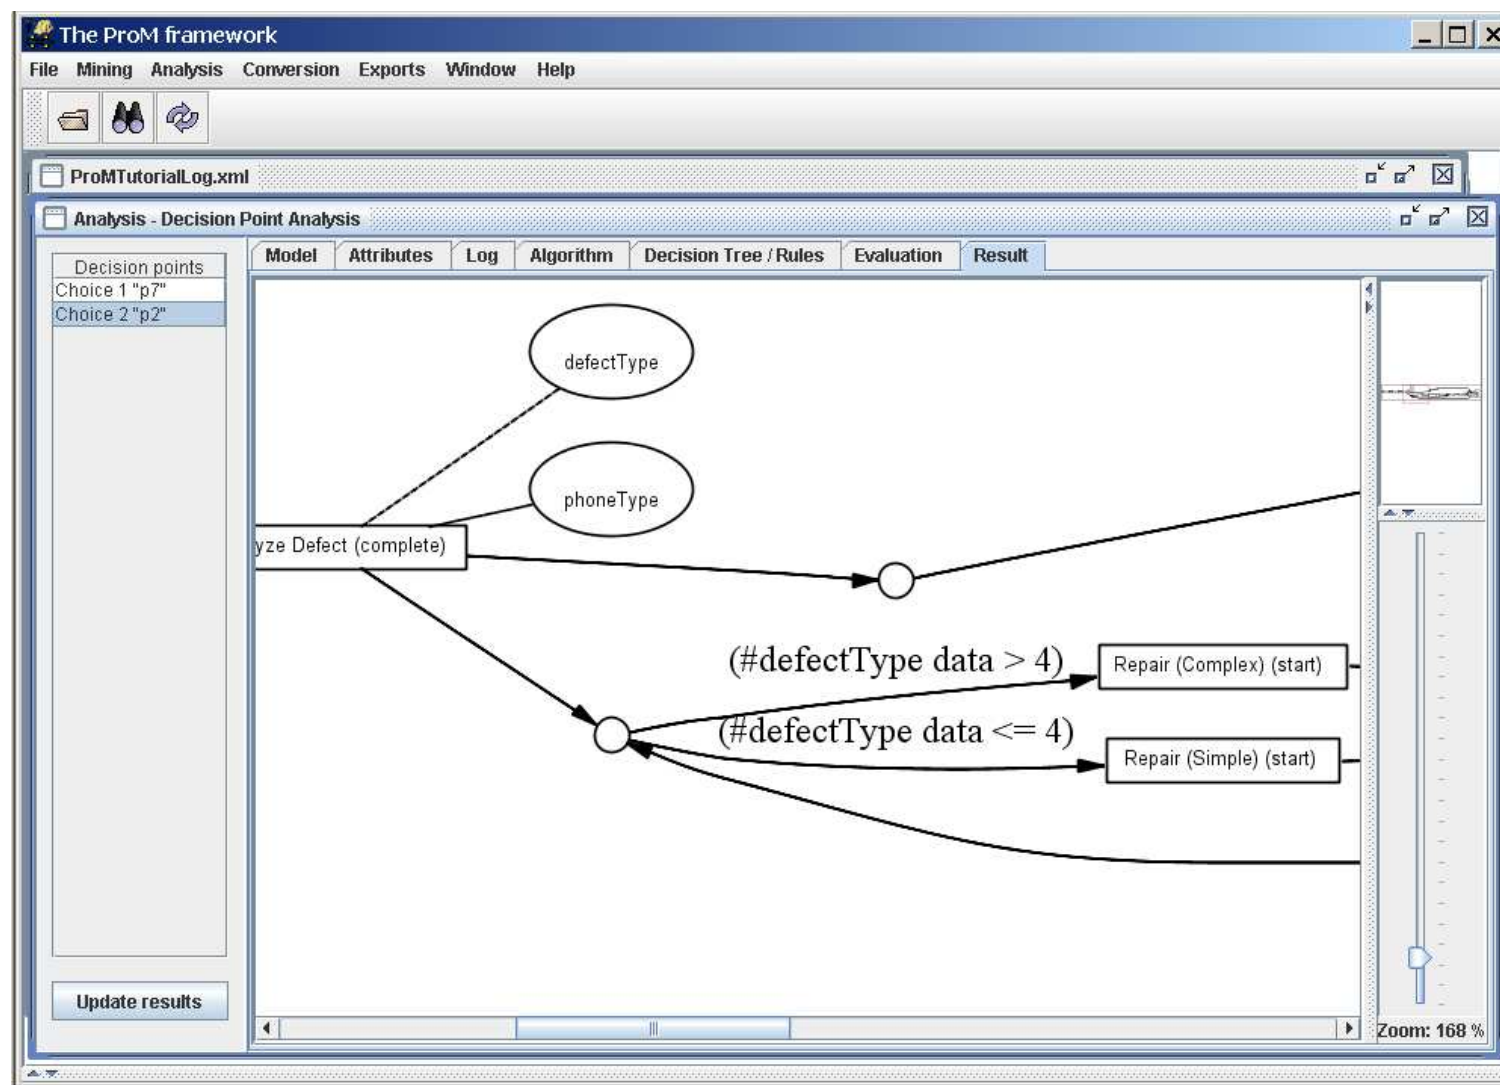 The ProM framework
File Mining Analysis Conversion Exports Window Help
ProMTutorialLog.xml
Analysis - Decision Point Analysis
Decision points
Choice 1 "p7"
Choice 2 "p2"
Update results
Model Attributes Log Algorithm Decision Tree / Rules Evaluation Result
defectType
phoneType
yze Defect (complete)
(#defectType data > 4)
Repair (Complex) (start)
(#defectType data <= 4)
Repair (Simple) (start)
Zoom: 168 %